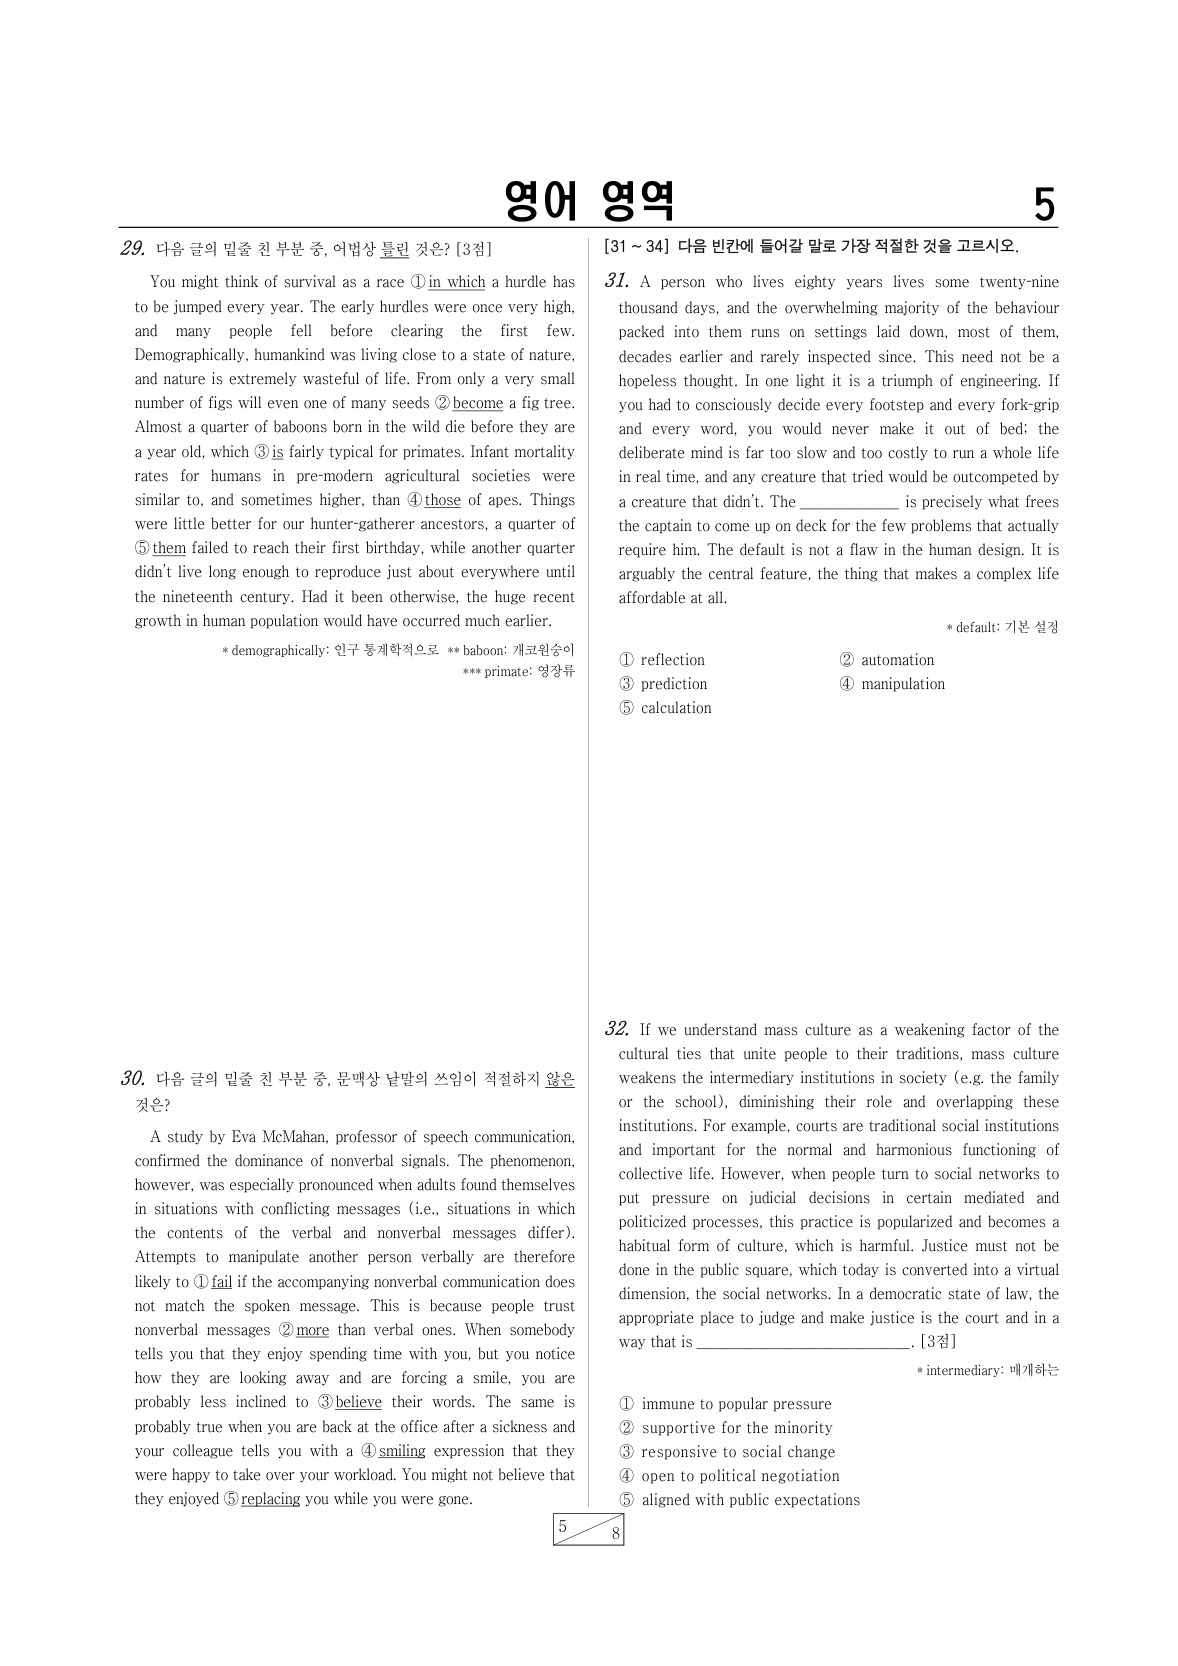 영어 영역
5
29. 다음 글의 밑줄 친 부분 중, 어법상 틀린 것은? [3점]
You might think of survival as a race ① in which a hurdle has
to be jumped every year. The early hurdles were once very high,
and many people fell before clearing the first few.
Demographically, humankind was living close to a state of nature,
and nature is extremely wasteful of life. From only a very small
number of figs will even one of many seeds ② become a fig tree.
Almost a quarter of baboons born in the wild die before they are
a year old, which ③ is fairly typical for primates. Infant mortality
rates for humans in pre-modern agricultural societies were
similar to, and sometimes higher, than ④ those of apes. Things
were little better for our hunter-gatherer ancestors, a quarter of
⑤ them failed to reach their first birthday, while another quarter
didn't live long enough to reproduce just about everywhere until
the nineteenth century. Had it been otherwise, the huge recent
growth in human population would have occurred much earlier.
* demographically: 인구 통계학적으로 ** baboon: 개코원숭이
*** primate: 영장류
30. 다음 글의 밑줄 친 부분 중, 문맥상 낱말의 쓰임이 적절하지 않은
것은?
A study by Eva McMahan, professor of speech communication,
confirmed the dominance of nonverbal signals. The phenomenon,
however, was especially pronounced when adults found themselves
in situations with conflicting messages (i.e., situations in which
the contents of the verbal and nonverbal messages differ).
Attempts to manipulate another person verbally are therefore
likely to ① fail if the accompanying nonverbal communication does
not match the spoken message. This is because people trust
nonverbal messages ② more than verbal ones. When somebody
tells you that they enjoy spending time with you, but you notice
how they are looking away and are forcing a smile, you are
probably less inclined to ③ believe their words. The same is
probably true when you are back at the office after a sickness and
your colleague tells you with a ④ smiling expression that they
were happy to take over your workload. You might not believe that
they enjoyed ⑤ replacing you while you were gone.
[31 ~ 34] 다음 빈칸에 들어갈 말로 가장 적절한 것을 고르시오.
31. A person who lives eighty years lives some twenty-nine
thousand days, and the overwhelming majority of the behaviour
packed into them runs on settings laid down, most of them,
decades earlier and rarely inspected since. This need not be a
hopeless thought. In one light it is a triumph of engineering. If
you had to consciously decide every footstep and every fork-grip
and every word, you would never make it out of bed; the
deliberate mind is far too slow and too costly to run a whole life
in real time, and any creature that tried would be outcompeted by
a creature that didn't. The ____________ is precisely what frees
the captain to come up on deck for the few problems that actually
require him. The default is not a flaw in the human design. It is
arguably the central feature, the thing that makes a complex life
affordable at all.
* default: 기본 설정
① reflection ② automation
③ prediction ④ manipulation
⑤ calculation
32. If we understand mass culture as a weakening factor of the
cultural ties that unite people to their traditions, mass culture
weakens the intermediary institutions in society (e.g. the family
or the school), diminishing their role and overlapping these
institutions. For example, courts are traditional social institutions
and important for the normal and harmonious functioning of
collective life. However, when people turn to social networks to
put pressure on judicial decisions in certain mediated and
politicized processes, this practice is popularized and becomes a
habitual form of culture, which is harmful. Justice must not be
done in the public square, which today is converted into a virtual
dimension, the social networks. In a democratic state of law, the
appropriate place to judge and make justice is the court and in a
way that is __________________________. [3점]
* intermediary: 매개하는
① immune to popular pressure
② supportive for the minority
③ responsive to social change
④ open to political negotiation
⑤ aligned with public expectations
5
8